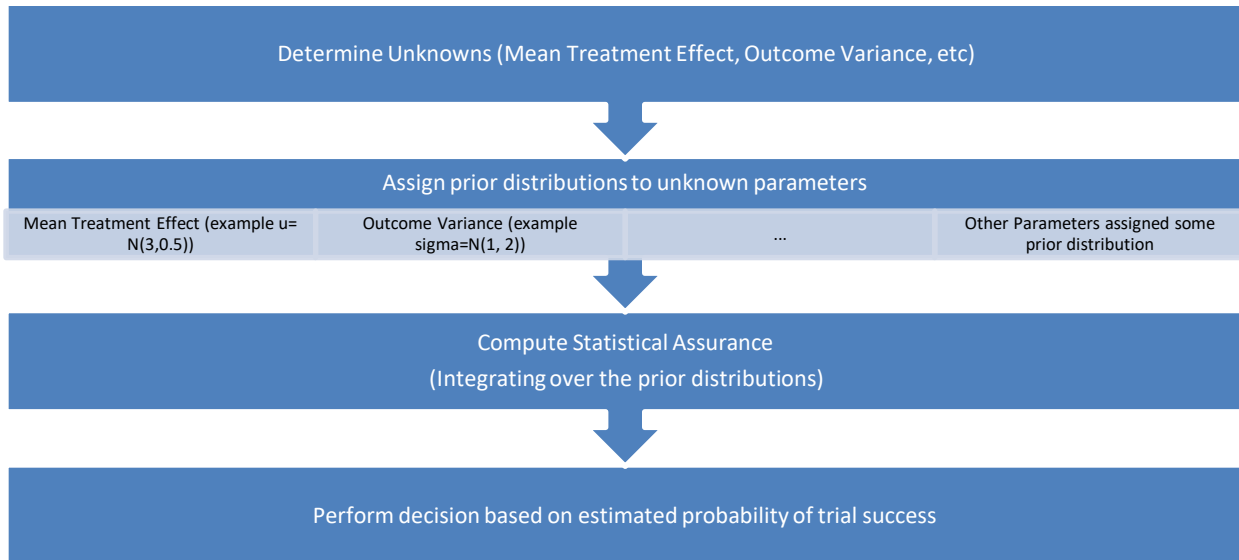 Determine Unknowns (Mean Treatment Effect, Outcome Variance, etc)
Assign prior distributions to unknown parameters
Mean Treatment Effect (example u=
N(3,0.5))
Outcome Variance (example
sigma=N(1, 2))
...
Other Parameters assigned some
prior distribution
Compute Statistical Assurance
(Integrating over the prior distributions)
Perform decision based on estimated probability of trial success